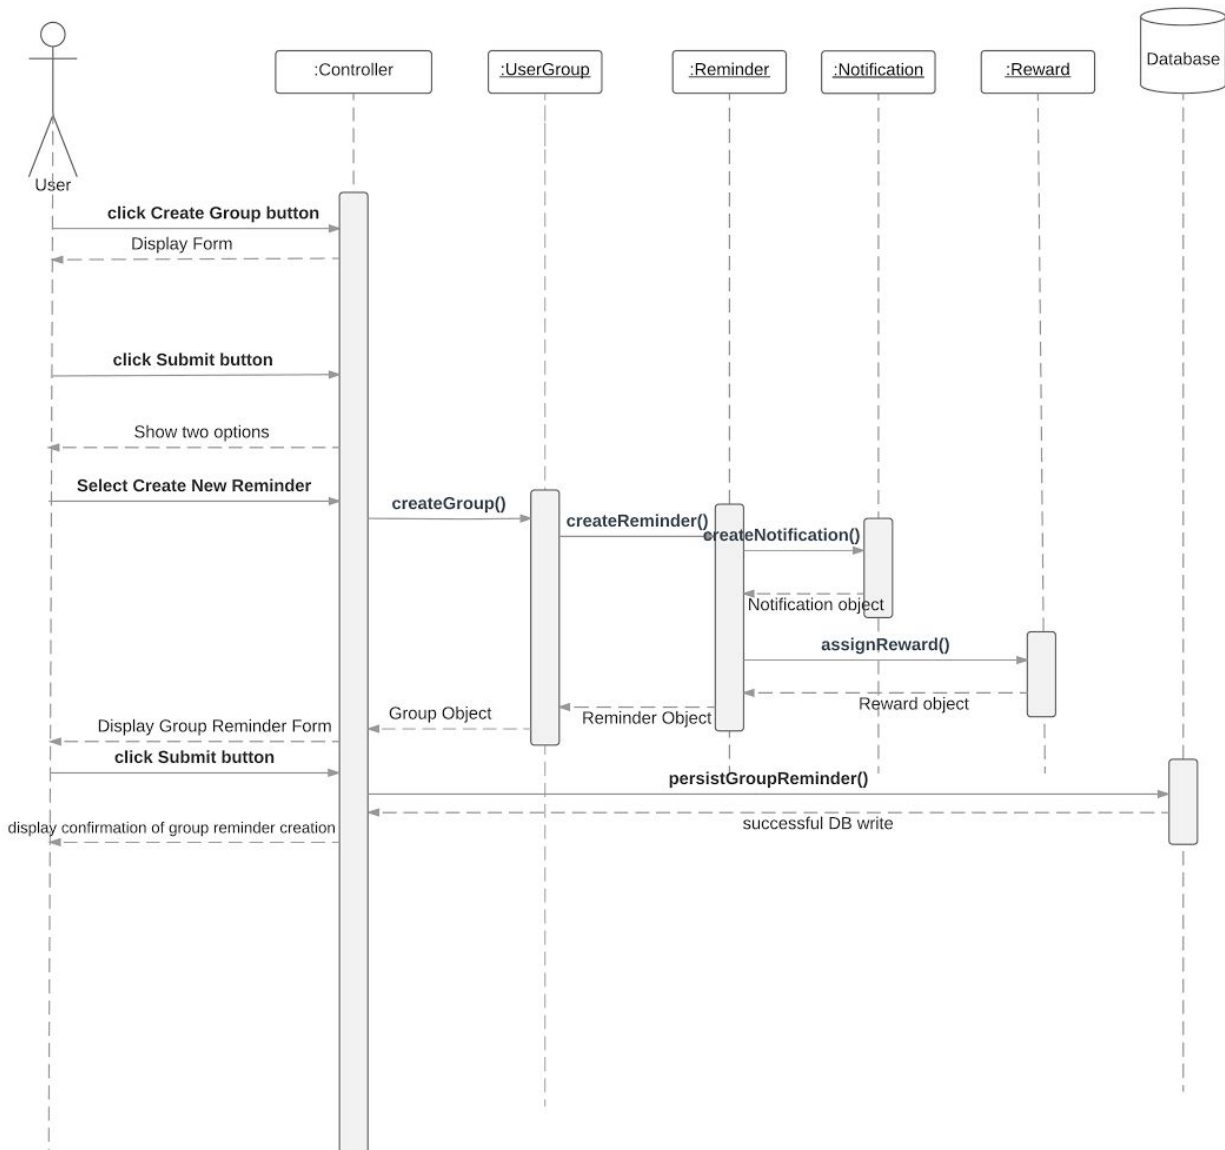 Database
:Controller
:UserGroup
:Reminder
:Notification
:Reward
User
click Create Group button
Display Form
click Submit button
Show two options
Select Create New Reminder
createGroup()
createReminder()
createNotification()
Notification object
assignReward()
Reward object
Reminder Object
Group Object
Display Group Reminder Form
click Submit button
persistGroupReminder()
successful DB write
display confirmation of group reminder creation